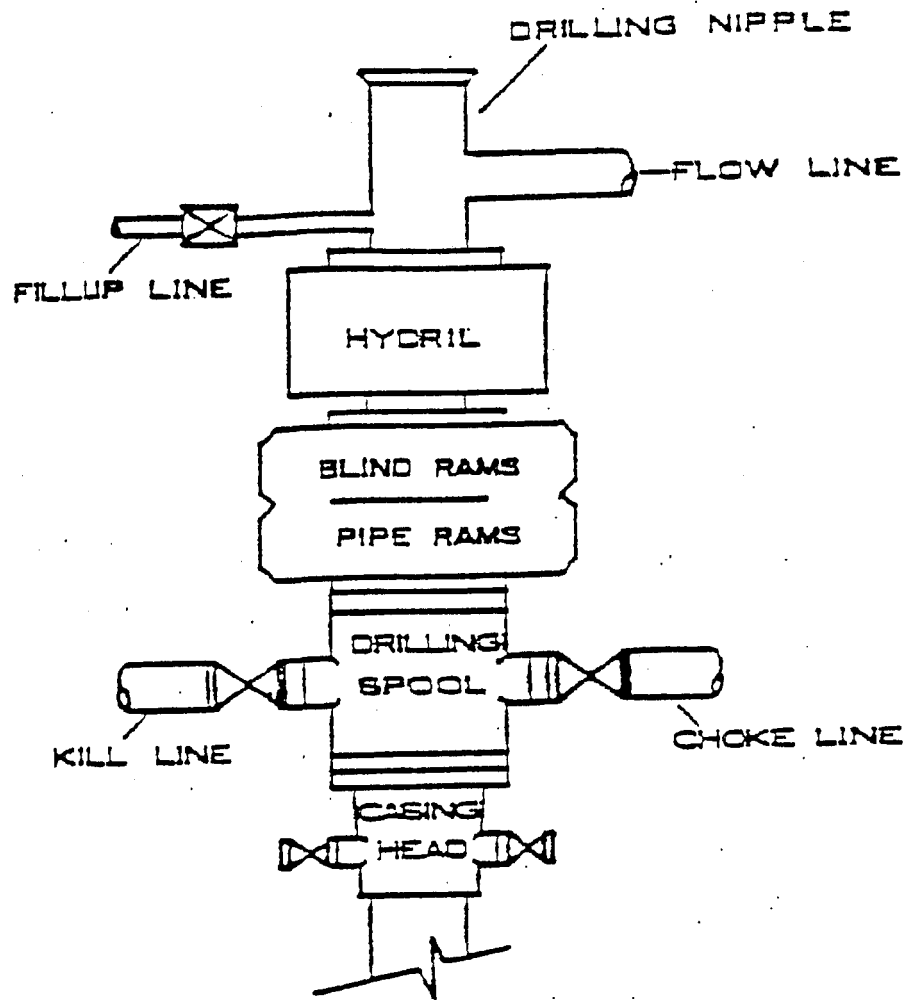 DRILLING NIPPLE
FLOW LINE
FILLUP LINE
HYDRIL
BLIND RAMS
PIPE RAMS
DRILLING
SPOOL
KILL LINE
CHOKE LINE
CASING
HEAD